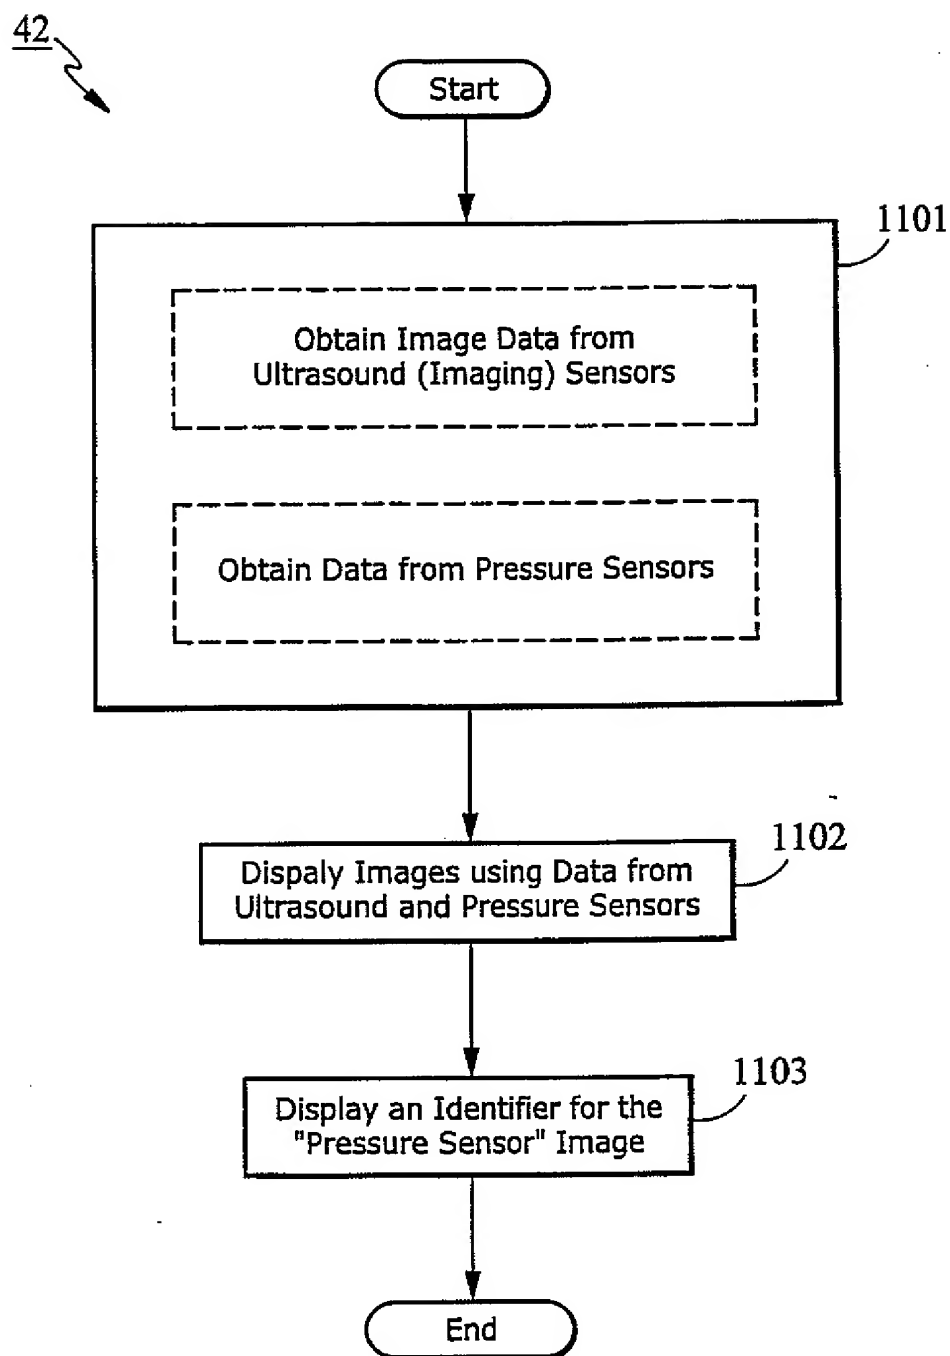 42
Start
1101
Obtain Image Data from
Ultrasound (Imaging) Sensors
Obtain Data from Pressure Sensors
1102
Dispaly Images using Data from
Ultrasound and Pressure Sensors
1103
Display an Identifier for the
"Pressure Sensor" Image
End